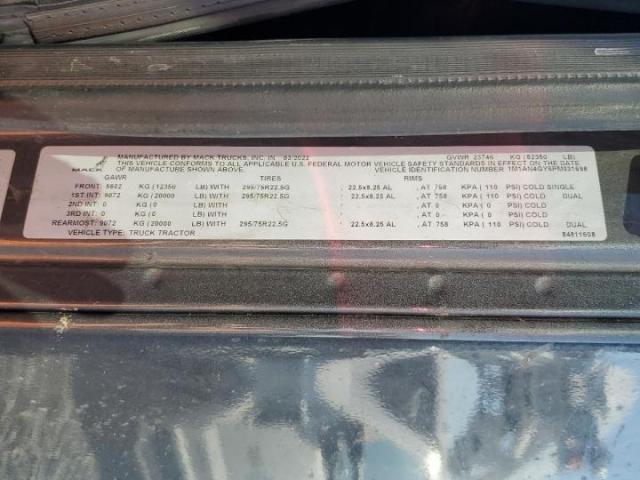 MANUFACTURED BY MACK TRUCKS, INC. IN 03/2022 GVWR 23746 KG (52350 LB)
THIS VEHICLE CONFORMS TO ALL APPLICABLE U.S. FEDERAL MOTOR VEHICLE SAFETY STANDARDS IN EFFECT ON THE DATE
MACK OF MANUFACTURE SHOWN ABOVE. VEHICLE IDENTIFICATION NUMBER
GAWR TIRES RIMS
FRONT: 5602 KG (12350 LB) WITH 295/75R22.5G 22.5x8.25 AL , AT 758 KPA ( 110 PSI) COLD SINGLE
1ST INT: 9072 KG (20000 LB) WITH 295/75R22.5G 22.5x8.25 AL , AT 758 KPA ( 110 PSI) COLD DUAL
2ND INT: 0 KG (0 LB) WITH , AT 0 KPA ( 0 PSI) COLD
3RD INT: 0 KG (0 LB) WITH , AT 0 KPA ( 0 PSI) COLD
REARMOST: 9072 KG (20000 LB) WITH 295/75R22.5G 22.5x8.25 AL , AT 758 KPA ( 110 PSI) COLD DUAL
VEHICLE TYPE: TRUCK TRACTOR 84811608